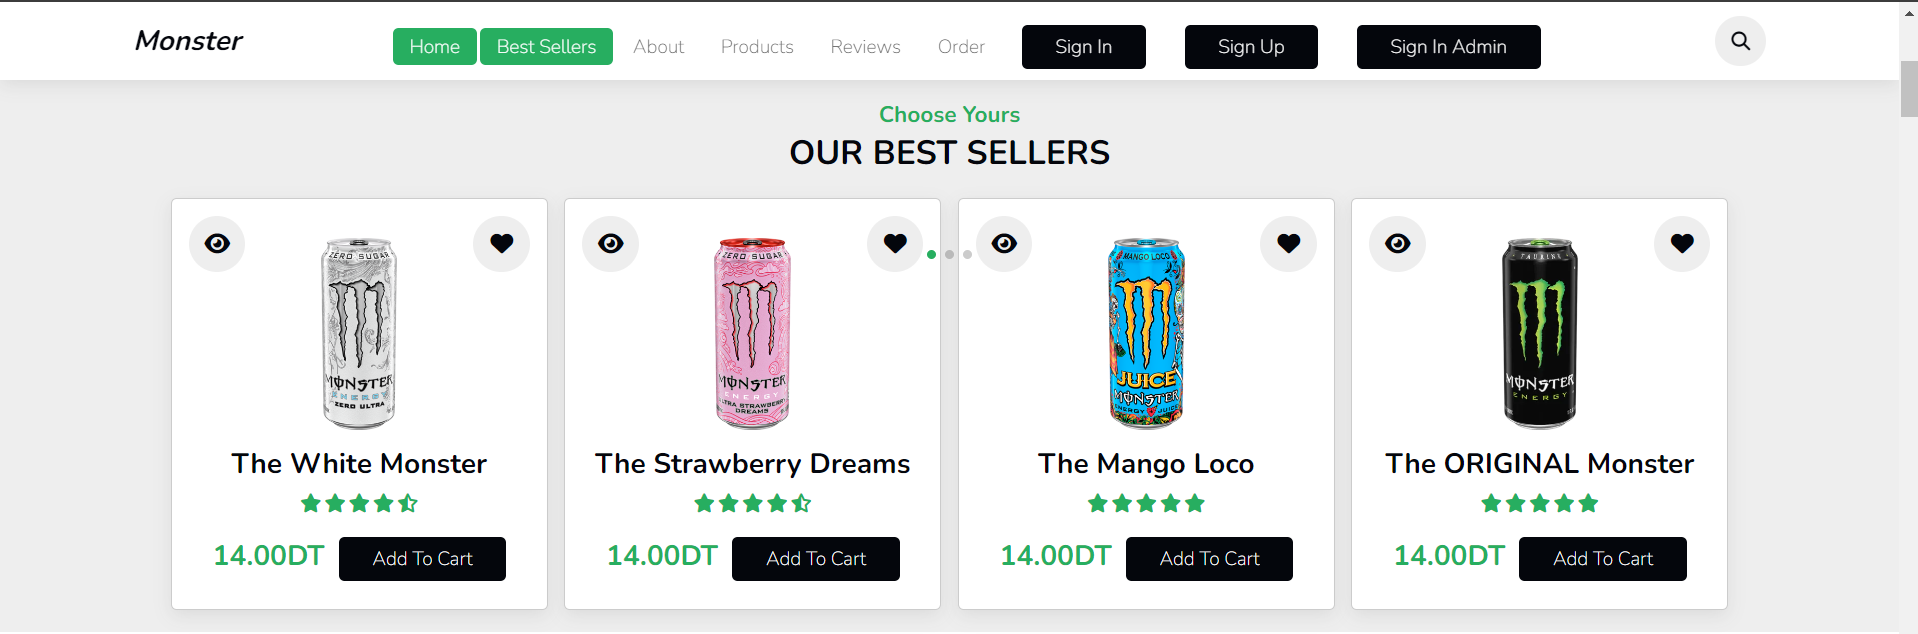 Monster
Home Best Sellers About Products Reviews Order Sign In Sign Up Sign In Admin
Choose Yours
OUR BEST SELLERS
ZERO SUGAR
MONSTER
ENERGY
ZERO ULTRA
ZERO SUGAR
MONSTER
ENERGY
ULTRA STRAWBERRY
DREAMS
MANGO LOCO
JUICE
MONSTER
ENERGY JUICE
TAURINE
MONSTER
ENERGY
The White Monster
The Strawberry Dreams
The Mango Loco
The ORIGINAL Monster
14.00DT Add To Cart
14.00DT Add To Cart
14.00DT Add To Cart
14.00DT Add To Cart